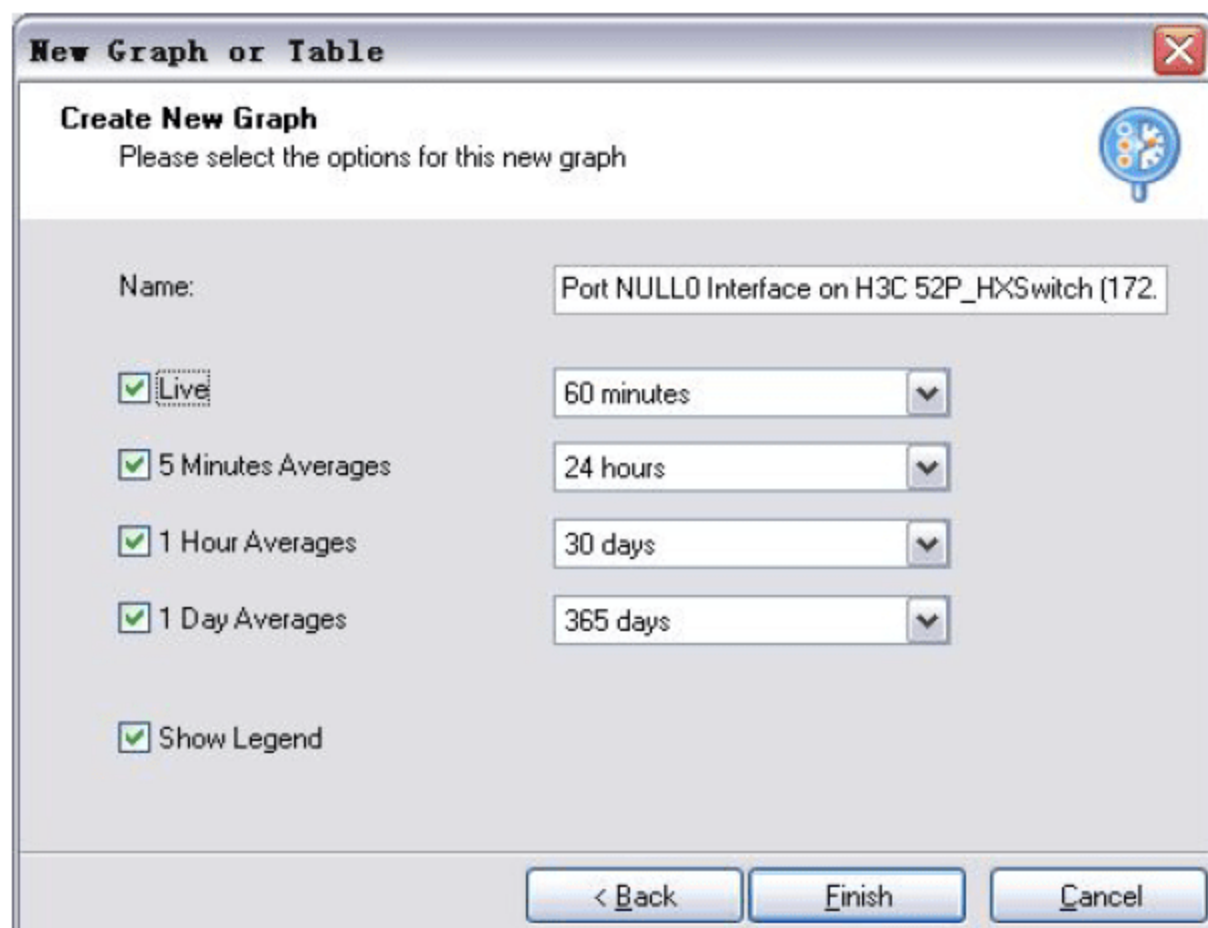 New Graph or Table
Create New Graph
Please select the options for this new graph
Name: Port NULL0 Interface on H3C 52P_HXSwitch (172.
Live 60 minutes
5 Minutes Averages 24 hours
1 Hour Averages 30 days
1 Day Averages 365 days
Show Legend
< Back Finish Cancel